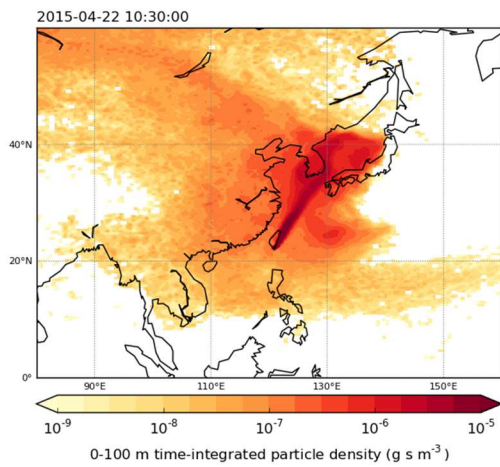 2015-04-22 10:30:00
40°N
20°N
0°
90°E 110°E 130°E 150°E
10⁻⁹ 10⁻⁸ 10⁻⁷ 10⁻⁶ 10⁻⁵
0-100 m time-integrated particle density (g s m⁻³)